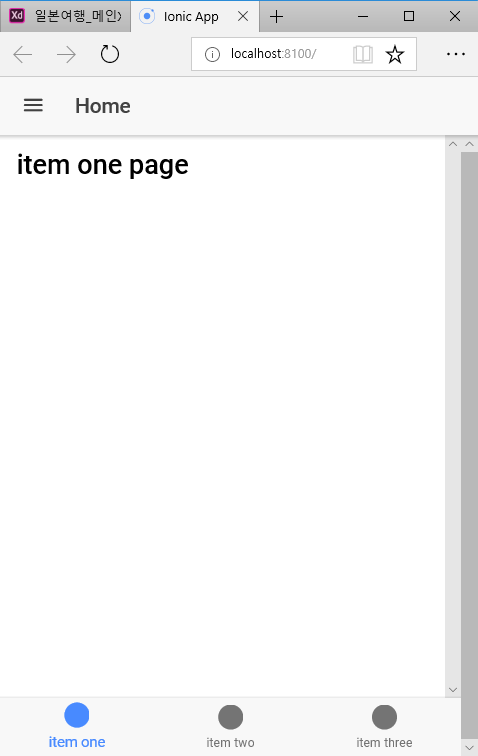 일본여행_메인
Ionic App
localhost:8100/
Home
item one page
item one
item two
item three